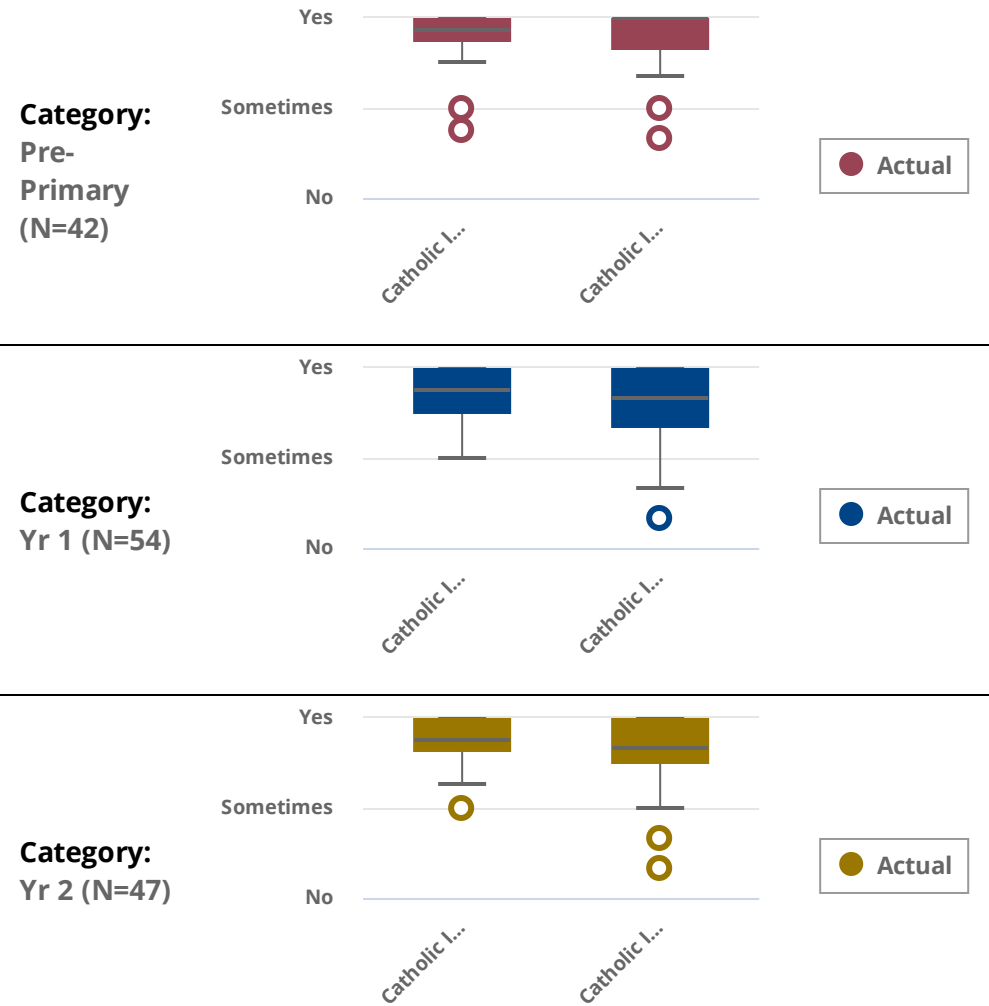 Category:
Pre-
Primary
(N=42)
Yes
Sometimes
No
Catholic I...
Catholic I...
Actual
Category:
Yr 1 (N=54)
Yes
Sometimes
No
Catholic I...
Catholic I...
Actual
Category:
Yr 2 (N=47)
Yes
Sometimes
No
Catholic I...
Catholic I...
Actual